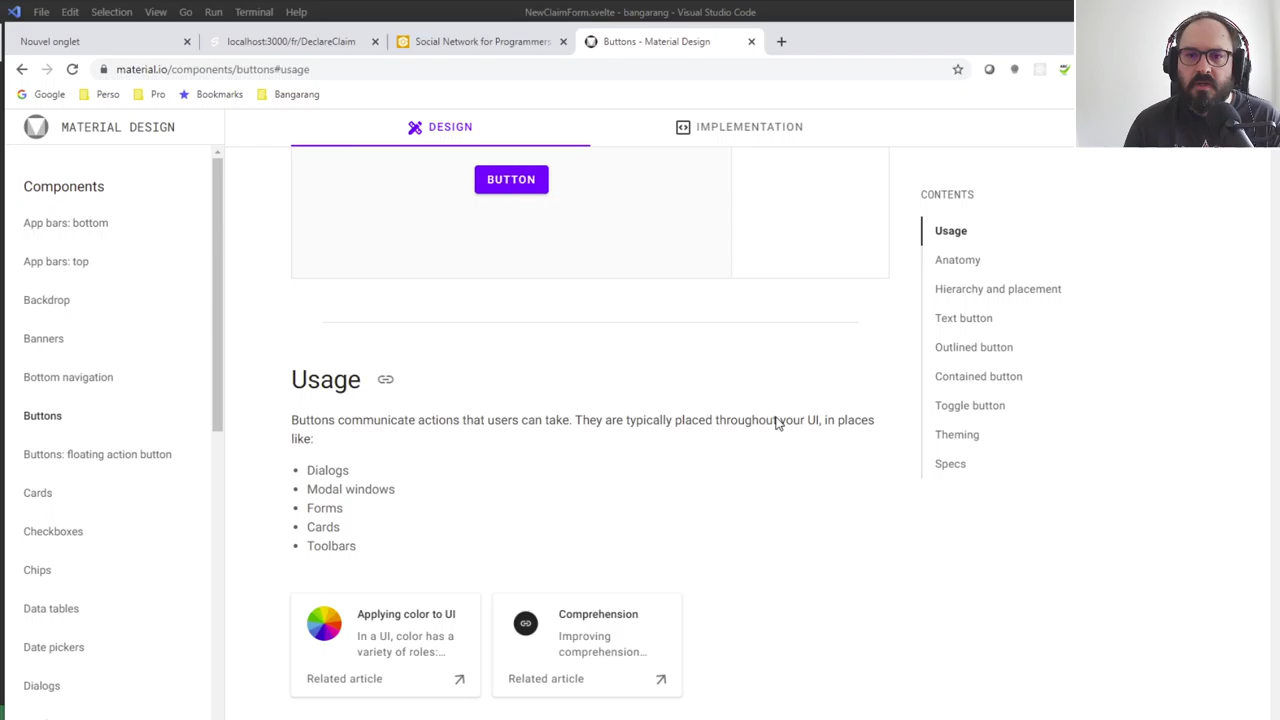 File Edit Selection View Go Run Terminal Help NewClaimForm.svelte - bangarang - Visual Studio Code
Nouvel onglet localhost:3000/fr/DeclareClaim Social Network for Programmers Buttons - Material Design
material.io/components/buttons#usage
Google Perso Pro Bookmarks Bangarang
MATERIAL DESIGN
DESIGN
IMPLEMENTATION
Components
App bars: bottom
App bars: top
Backdrop
Banners
Bottom navigation
Buttons
Buttons: floating action button
Cards
Checkboxes
Chips
Data tables
Date pickers
Dialogs
BUTTON
Usage
Buttons communicate actions that users can take. They are typically placed throughout your UI, in places
like:
• Dialogs
• Modal windows
• Forms
• Cards
• Toolbars
Applying color to UI
In a UI, color has a
variety of roles:...
Related article
Comprehension
Improving
comprehension...
Related article
CONTENTS
Usage
Anatomy
Hierarchy and placement
Text button
Outlined button
Contained button
Toggle button
Theming
Specs